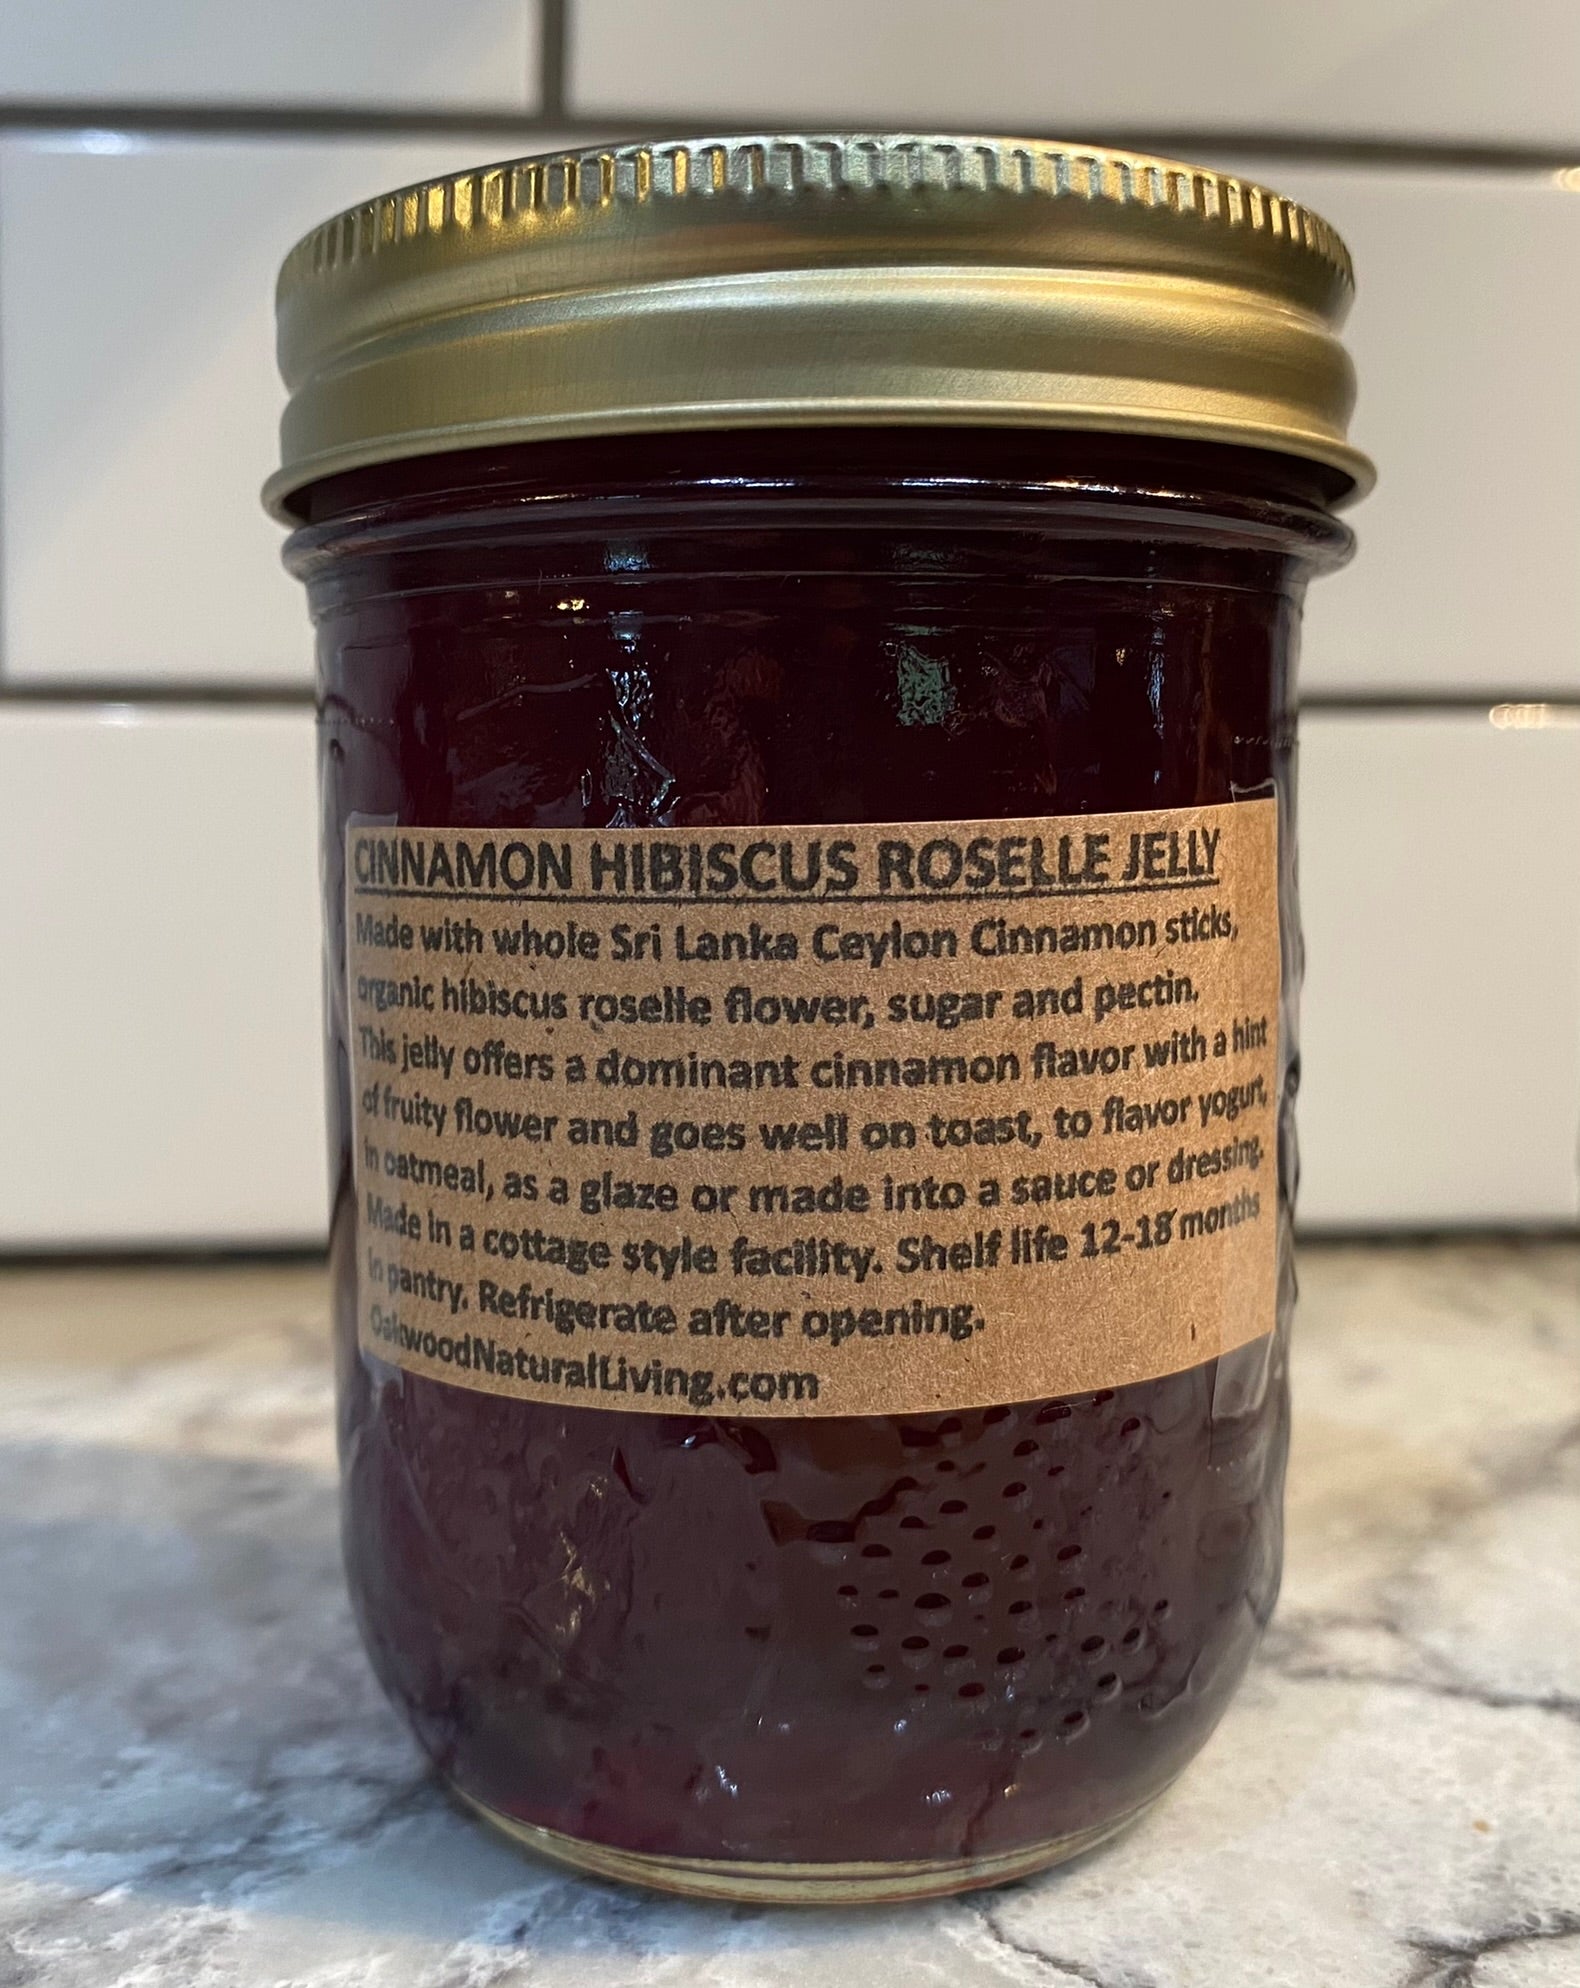 CINNAMON HIBISCUS ROSELLE JELLY
Made with whole Sri Lanka Ceylon Cinnamon sticks,
organic hibiscus roselle flower, sugar and pectin.
This jelly offers a dominant cinnamon flavor with a hint
of fruity flower and goes well on toast, to flavor yogurt,
in oatmeal, as a glaze or made into a sauce or dressing.
Made in a cottage style facility. Shelf life 12-18 months
in pantry. Refrigerate after opening.
OakwoodNaturalLiving.com